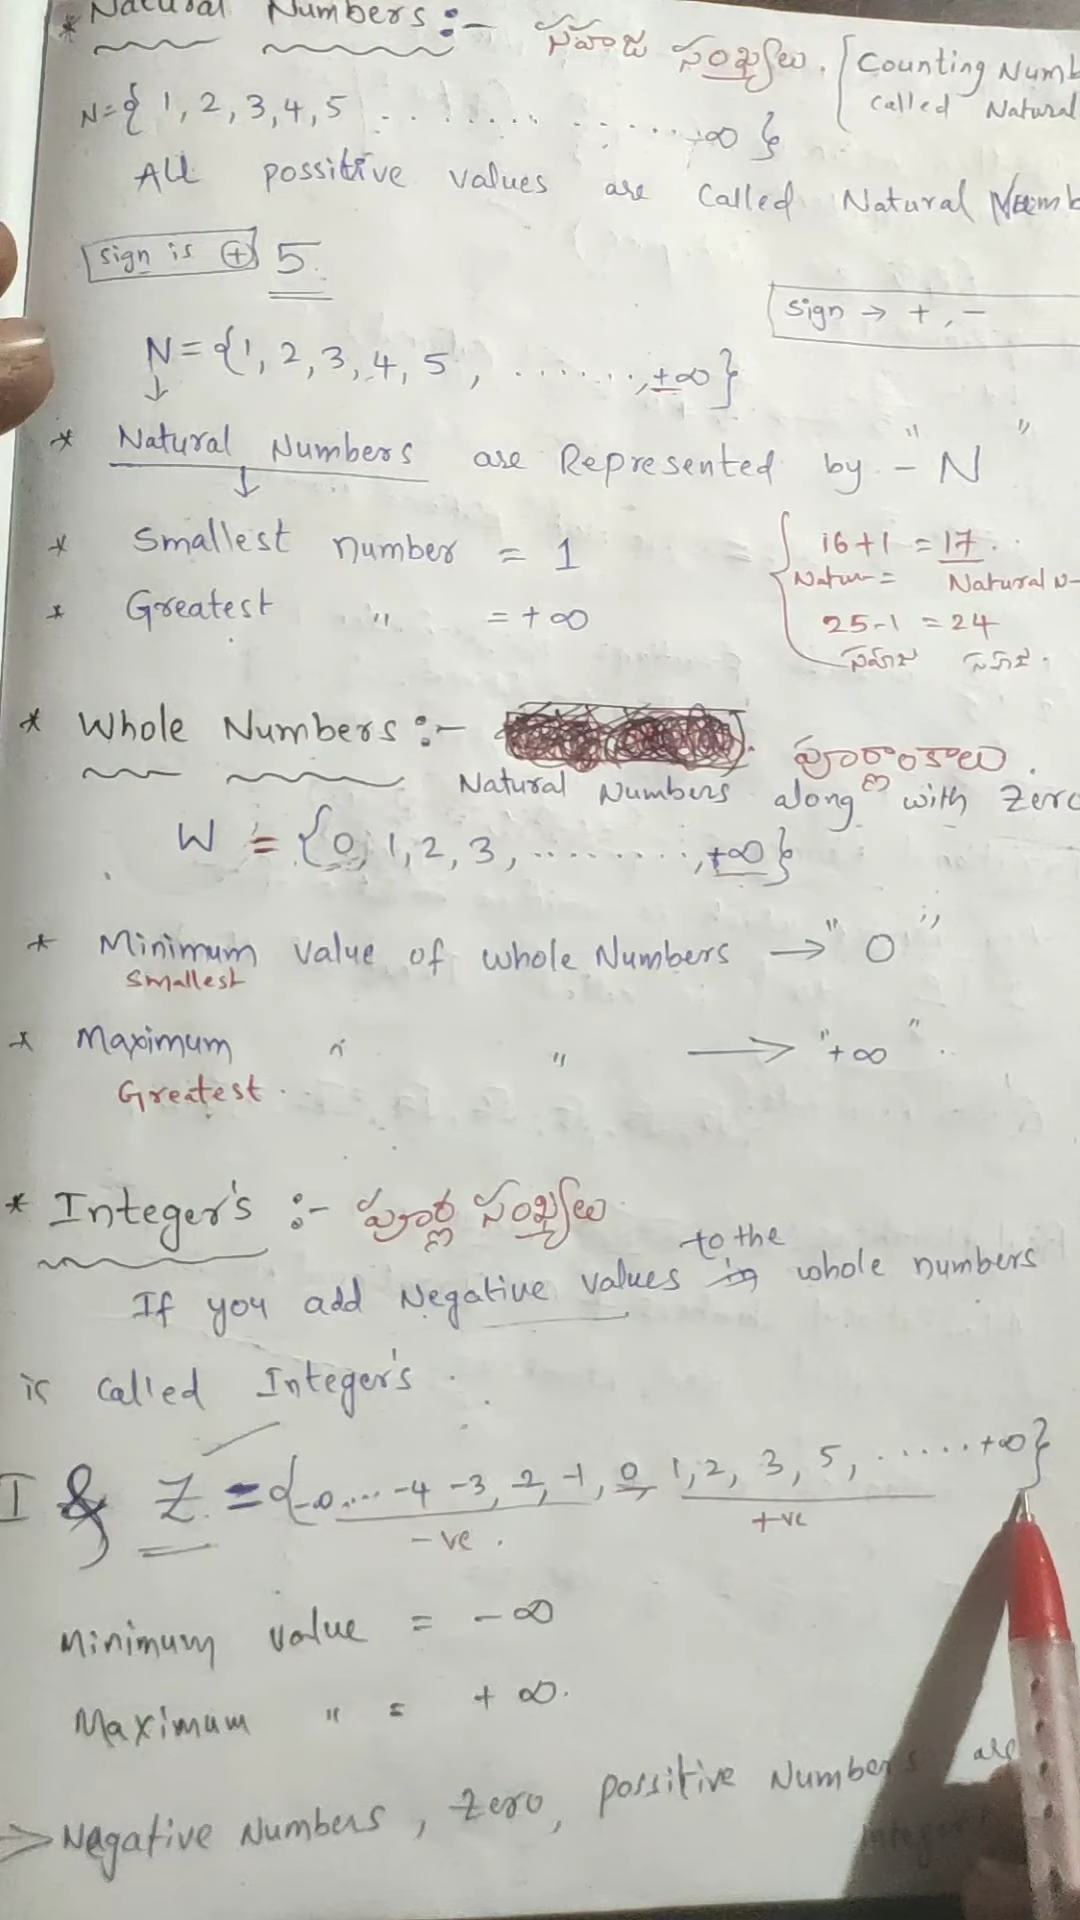 * Natural Numbers :- సహజ సంఖ్యలు. { Counting Numb
called Natural
N={ 1, 2, 3, 4, 5 ................ ∞ }
All possitive values are called Natural Numb
sign is ⊕ 5
sign → +, -
N={1, 2, 3, 4, 5, ......., +∞}
* Natural Numbers are Represented by - "N"
* Smallest number = 1
* Greatest " = +∞
16+1 = 17
Natur = Natural N-
25-1 = 24
సహజ సహజ.
* Whole Numbers :- పూర్ణాంకాలు.
Natural Numbers along with Zero
W = {0, 1, 2, 3, ........., +∞}
* Minimum value of whole Numbers → "0"
Smallest
* Maximum " " → "+∞"
Greatest
* Integer's :- పూర్ణ సంఖ్యలు
to the
If you add Negative values whole numbers
is called Integer's.
I & Z = {-∞.... -4 -3, -2, -1, 0, 1, 2, 3, 5, ...... +∞}
-ve. +ve
Minimum value = -∞
Maximum " = +∞.
→ Nagative Numbers, Zero, possitive Numbers are
Integer